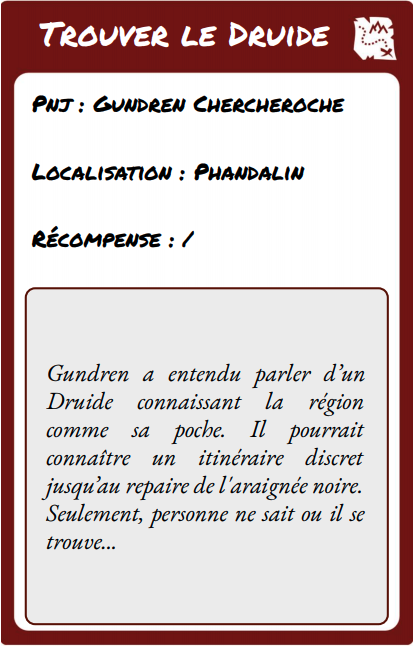 Trouver le Druide
Pnj : Gundren Chercheroche
Localisation : Phandalin
Récompense : /
Gundren a entendu parler d’un
Druide connaissant la région
comme sa poche. Il pourrait
connaître un itinéraire discret
jusqu’au repaire de l'araignée noire.
Seulement, personne ne sait ou il se
trouve...